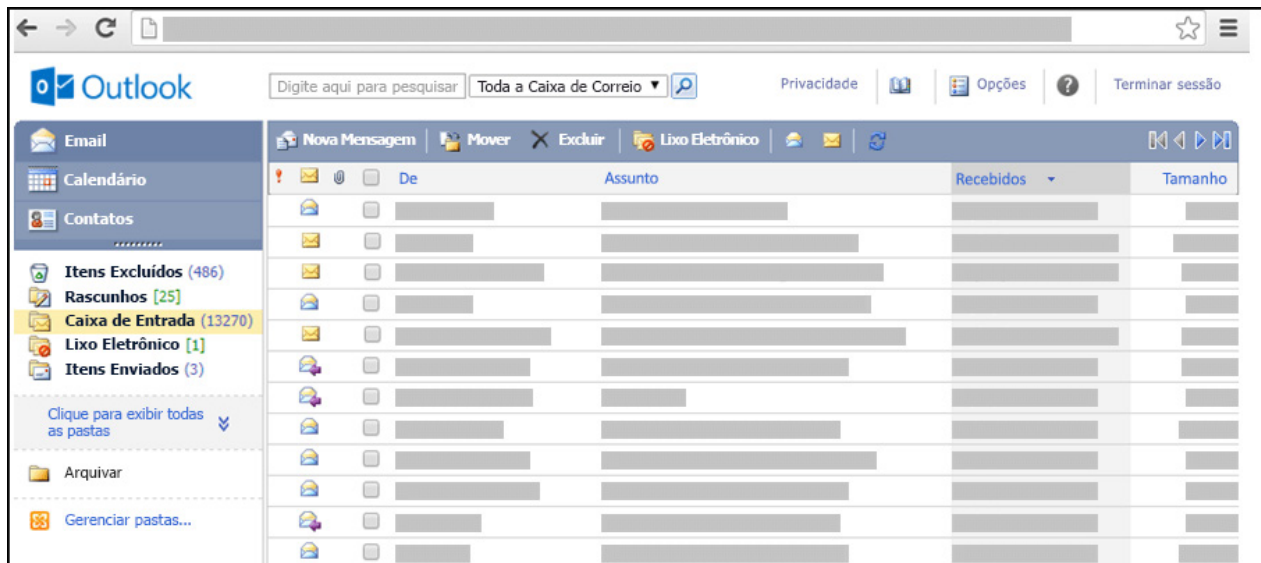 Outlook
Digite aqui para pesquisar Toda a Caixa de Correio Privacidade Opções Terminar sessão
Email
Nova Mensagem Mover Excluir Lixo Eletrônico
Calendário
De Assunto Recebidos Tamanho
Contatos
Itens Excluídos (486)
Rascunhos [25]
Caixa de Entrada (13270)
Lixo Eletrônico [1]
Itens Enviados (3)
Clique para exibir todas
as pastas
Arquivar
Gerenciar pastas...